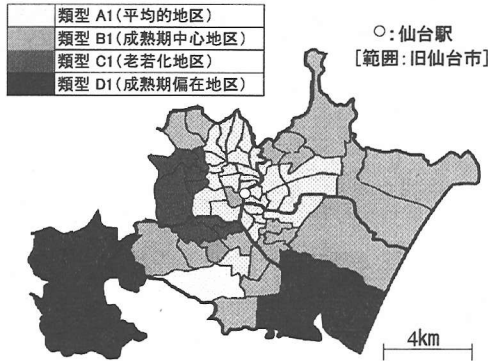 類型 A1(平均的地区)
類型 B1(成熟期中心地区)
類型 C1(老若化地区)
類型 D1(成熟期偏在地区)
○:仙台駅
[範囲:旧仙台市]
4km